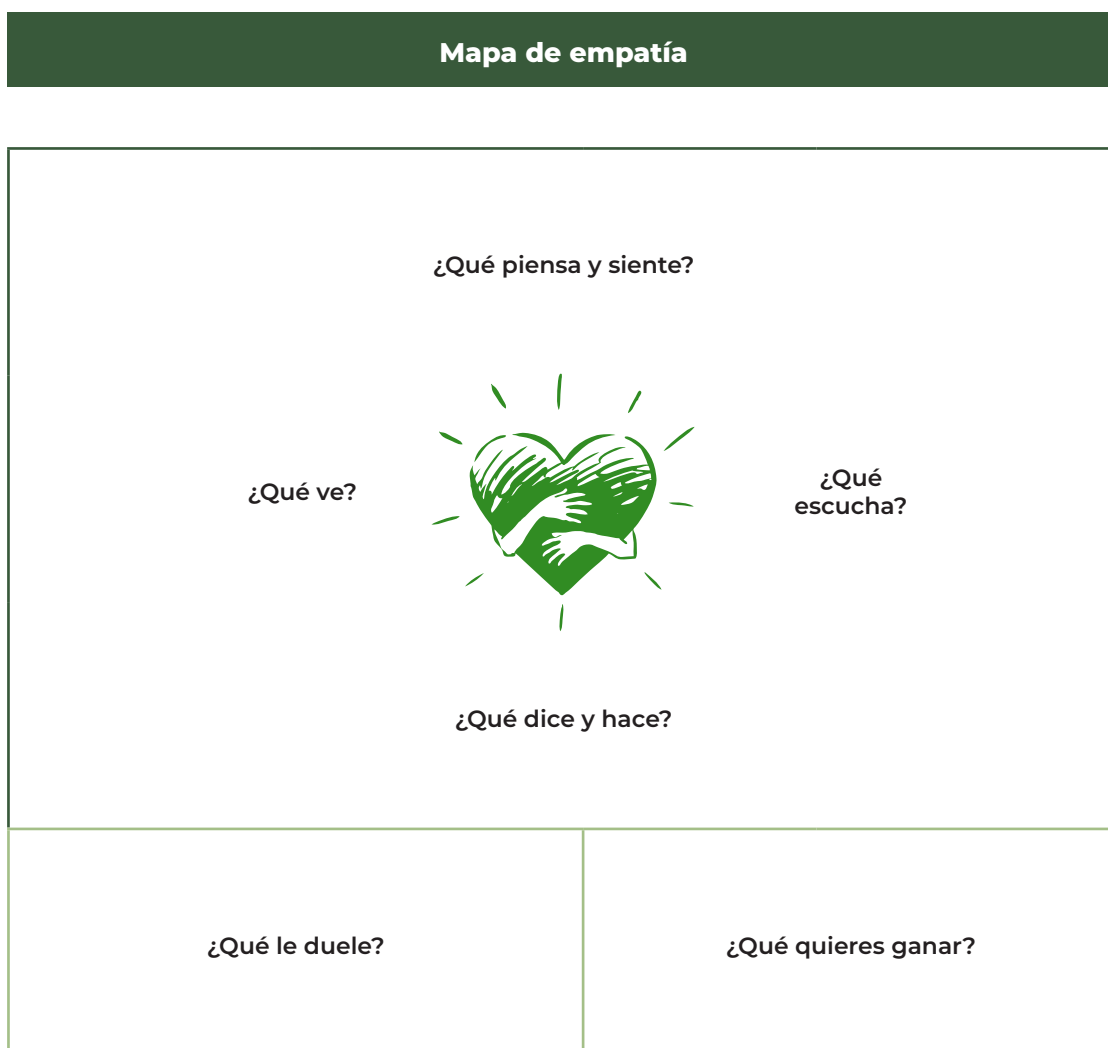 Mapa de empatía
¿Qué piensa y siente?
¿Qué ve?
¿Qué
escucha?
¿Qué dice y hace?
¿Qué le duele?
¿Qué quieres ganar?